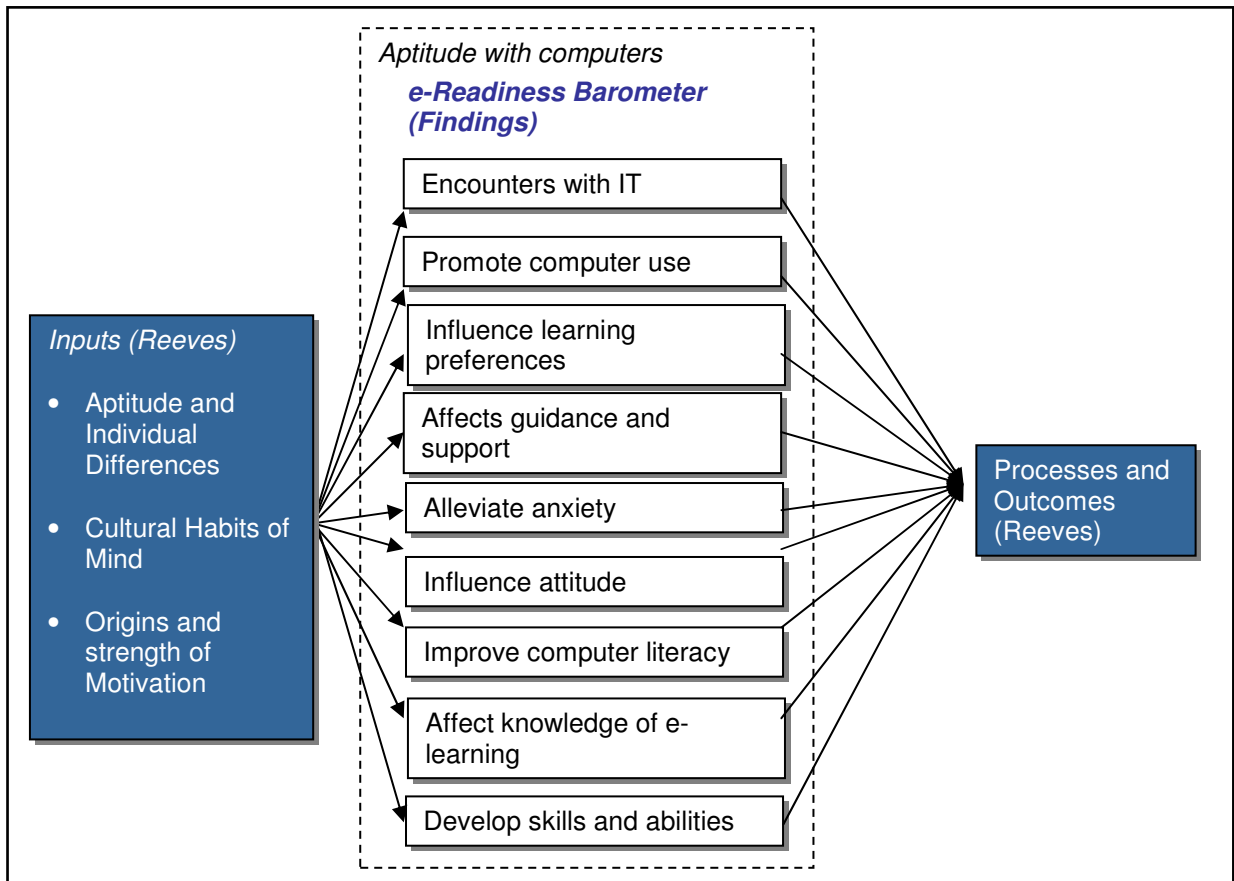 Aptitude with computers
e-Readiness Barometer
(Findings)
Encounters with IT
Promote computer use
Influence learning
preferences
Affects guidance and
support
Alleviate anxiety
Influence attitude
Improve computer literacy
Affect knowledge of e-
learning
Develop skills and abilities
Inputs (Reeves)
• Aptitude and
Individual
Differences
• Cultural Habits of
Mind
• Origins and
strength of
Motivation
Processes and
Outcomes
(Reeves)